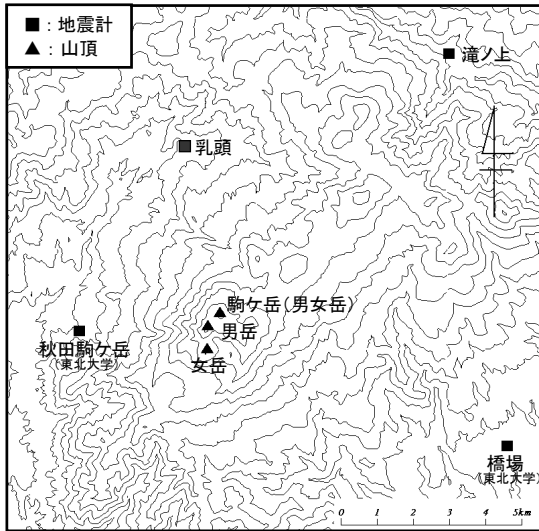 ■：地震計
▲：山頂
滝ノ上
乳頭
駒ケ岳（男女岳）
男岳
女岳
秋田駒ケ岳
（東北大学）
橋場
（東北大学）
0 1 2 3 4 5km